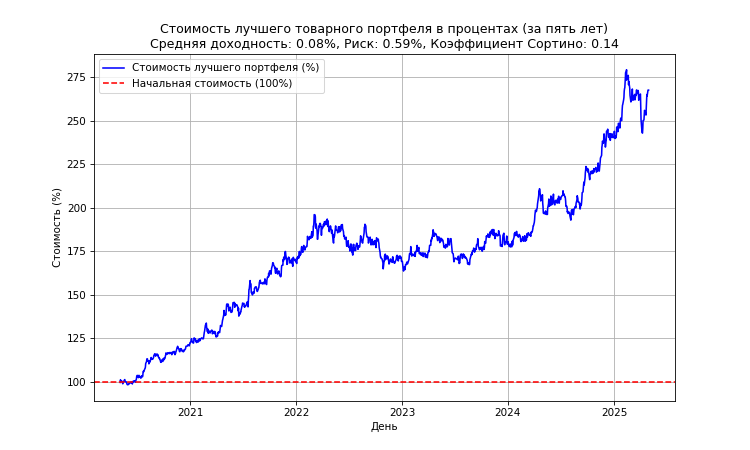 Стоимость лучшего товарного портфеля в процентах (за пять лет)
Средняя доходность: 0.08%, Риск: 0.59%, Коэффициент Сортино: 0.14
Стоимость лучшего портфеля (%)
Начальная стоимость (100%)
Стоимость (%)
275
250
225
200
175
150
125
100
2021
2022
2023
2024
2025
День